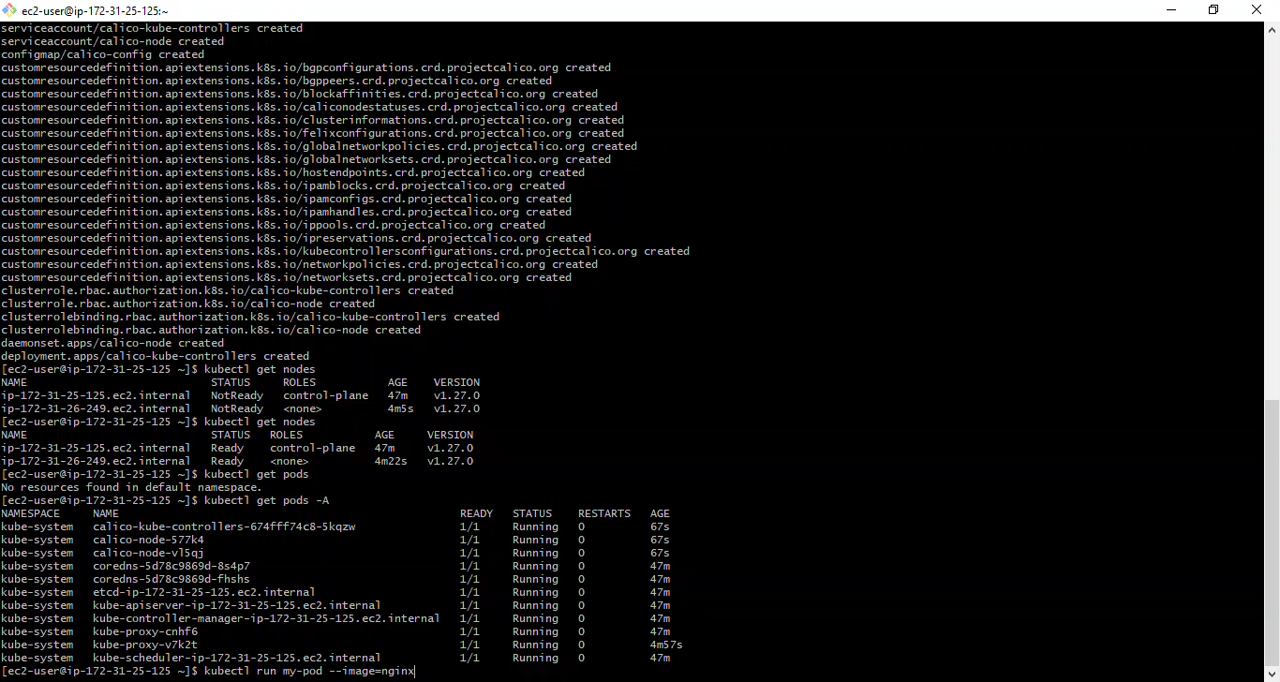 ec2-user@ip-172-31-25-125:~
serviceaccount/calico-kube-controllers created
serviceaccount/calico-node created
configmap/calico-config created
customresourcedefinition.apiextensions.k8s.io/bgpconfigurations.crd.projectcalico.org created
customresourcedefinition.apiextensions.k8s.io/bgppeers.crd.projectcalico.org created
customresourcedefinition.apiextensions.k8s.io/blockaffinities.crd.projectcalico.org created
customresourcedefinition.apiextensions.k8s.io/caliconodestatuses.crd.projectcalico.org created
customresourcedefinition.apiextensions.k8s.io/clusterinformations.crd.projectcalico.org created
customresourcedefinition.apiextensions.k8s.io/felixconfigurations.crd.projectcalico.org created
customresourcedefinition.apiextensions.k8s.io/globalnetworkpolicies.crd.projectcalico.org created
customresourcedefinition.apiextensions.k8s.io/globalnetworksets.crd.projectcalico.org created
customresourcedefinition.apiextensions.k8s.io/hostendpoints.crd.projectcalico.org created
customresourcedefinition.apiextensions.k8s.io/ipamblocks.crd.projectcalico.org created
customresourcedefinition.apiextensions.k8s.io/ipamconfigs.crd.projectcalico.org created
customresourcedefinition.apiextensions.k8s.io/ipamhandles.crd.projectcalico.org created
customresourcedefinition.apiextensions.k8s.io/ippools.crd.projectcalico.org created
customresourcedefinition.apiextensions.k8s.io/ipreservations.crd.projectcalico.org created
customresourcedefinition.apiextensions.k8s.io/kubecontrollersconfigurations.crd.projectcalico.org created
customresourcedefinition.apiextensions.k8s.io/networkpolicies.crd.projectcalico.org created
customresourcedefinition.apiextensions.k8s.io/networksets.crd.projectcalico.org created
clusterrole.rbac.authorization.k8s.io/calico-kube-controllers created
clusterrole.rbac.authorization.k8s.io/calico-node created
clusterrolebinding.rbac.authorization.k8s.io/calico-kube-controllers created
clusterrolebinding.rbac.authorization.k8s.io/calico-node created
daemonset.apps/calico-node created
deployment.apps/calico-kube-controllers created
[ec2-user@ip-172-31-25-125 ~]$ kubectl get nodes
NAME STATUS ROLES AGE VERSION
ip-172-31-25-125.ec2.internal NotReady control-plane 47m v1.27.0
ip-172-31-26-249.ec2.internal NotReady <none> 4m5s v1.27.0
[ec2-user@ip-172-31-25-125 ~]$ kubectl get nodes
NAME STATUS ROLES AGE VERSION
ip-172-31-25-125.ec2.internal Ready control-plane 47m v1.27.0
ip-172-31-26-249.ec2.internal Ready <none> 4m22s v1.27.0
[ec2-user@ip-172-31-25-125 ~]$ kubectl get pods
No resources found in default namespace.
[ec2-user@ip-172-31-25-125 ~]$ kubectl get pods -A
NAMESPACE NAME READY STATUS RESTARTS AGE
kube-system calico-kube-controllers-674fff74c8-5kqzw 1/1 Running 0 67s
kube-system calico-node-577k4 1/1 Running 0 67s
kube-system calico-node-vl5qj 1/1 Running 0 67s
kube-system coredns-5d78c9869d-8s4p7 1/1 Running 0 47m
kube-system coredns-5d78c9869d-fhshs 1/1 Running 0 47m
kube-system etcd-ip-172-31-25-125.ec2.internal 1/1 Running 0 47m
kube-system kube-apiserver-ip-172-31-25-125.ec2.internal 1/1 Running 0 47m
kube-system kube-controller-manager-ip-172-31-25-125.ec2.internal 1/1 Running 0 47m
kube-system kube-proxy-cnhf6 1/1 Running 0 47m
kube-system kube-proxy-v7k2t 1/1 Running 0 4m57s
kube-system kube-scheduler-ip-172-31-25-125.ec2.internal 1/1 Running 0 47m
[ec2-user@ip-172-31-25-125 ~]$ kubectl run my-pod --image=nginx